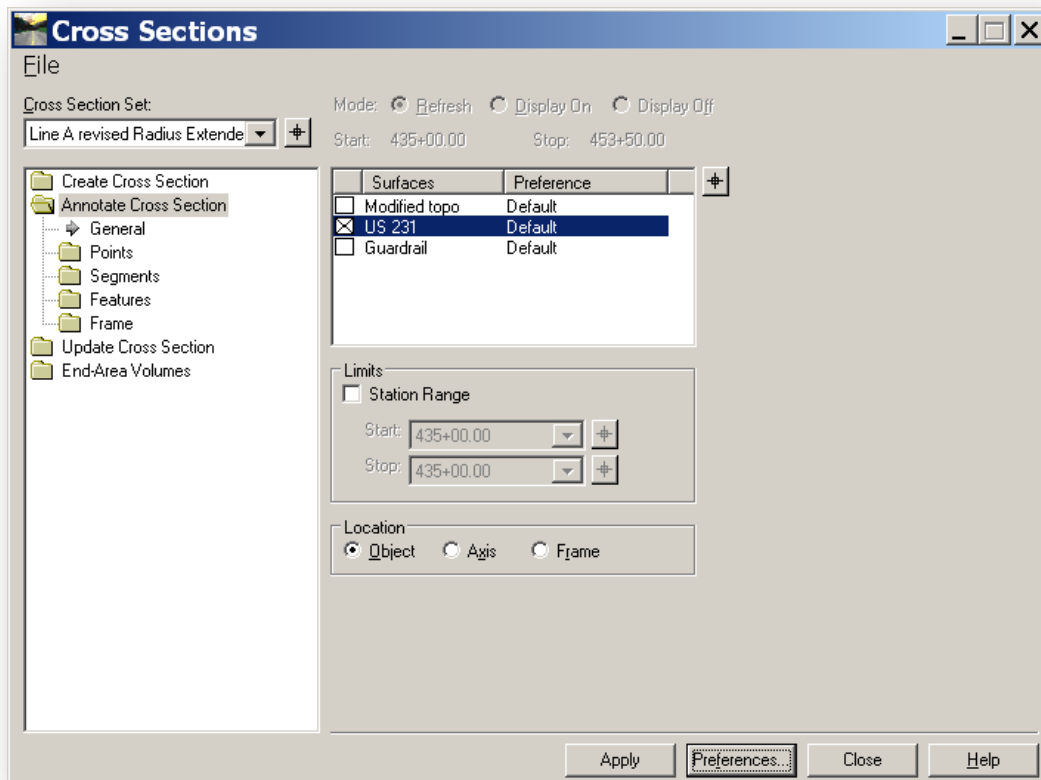 Cross Sections
File
Cross Section Set:
Line A revised Radius Extende
Mode: Refresh Display On Display Off
Start: 435+00.00 Stop: 453+50.00
Create Cross Section
Annotate Cross Section
General
Points
Segments
Features
Frame
Update Cross Section
End-Area Volumes
Surfaces Preference
Modified topo Default
US 231 Default
Guardrail Default
Limits
Station Range
Start: 435+00.00
Stop: 435+00.00
Location
Object Axis Frame
Apply Preferences... Close Help